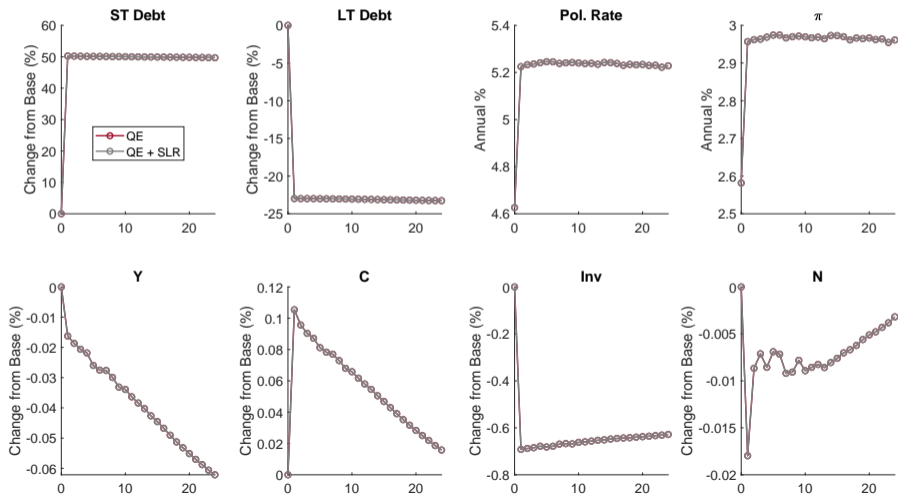 ST Debt
Change from Base (%)
60
50
40
30
20
10
0
0 10 20
QE
QE + SLR
LT Debt
Change from Base (%)
0
-5
-10
-15
-20
-25
0 10 20
Pol. Rate
Annual %
5.4
5.2
5
4.8
4.6
0 10 20
π
Annual %
3
2.9
2.8
2.7
2.6
2.5
0 10 20
Y
Change from Base (%)
0
-0.01
-0.02
-0.03
-0.04
-0.05
-0.06
0 10 20
C
Change from Base (%)
0.12
0.1
0.08
0.06
0.04
0.02
0
0 10 20
Inv
Change from Base (%)
0
-0.2
-0.4
-0.6
-0.8
0 10 20
N
Change from Base (%)
0
-0.005
-0.01
-0.015
-0.02
0 10 20